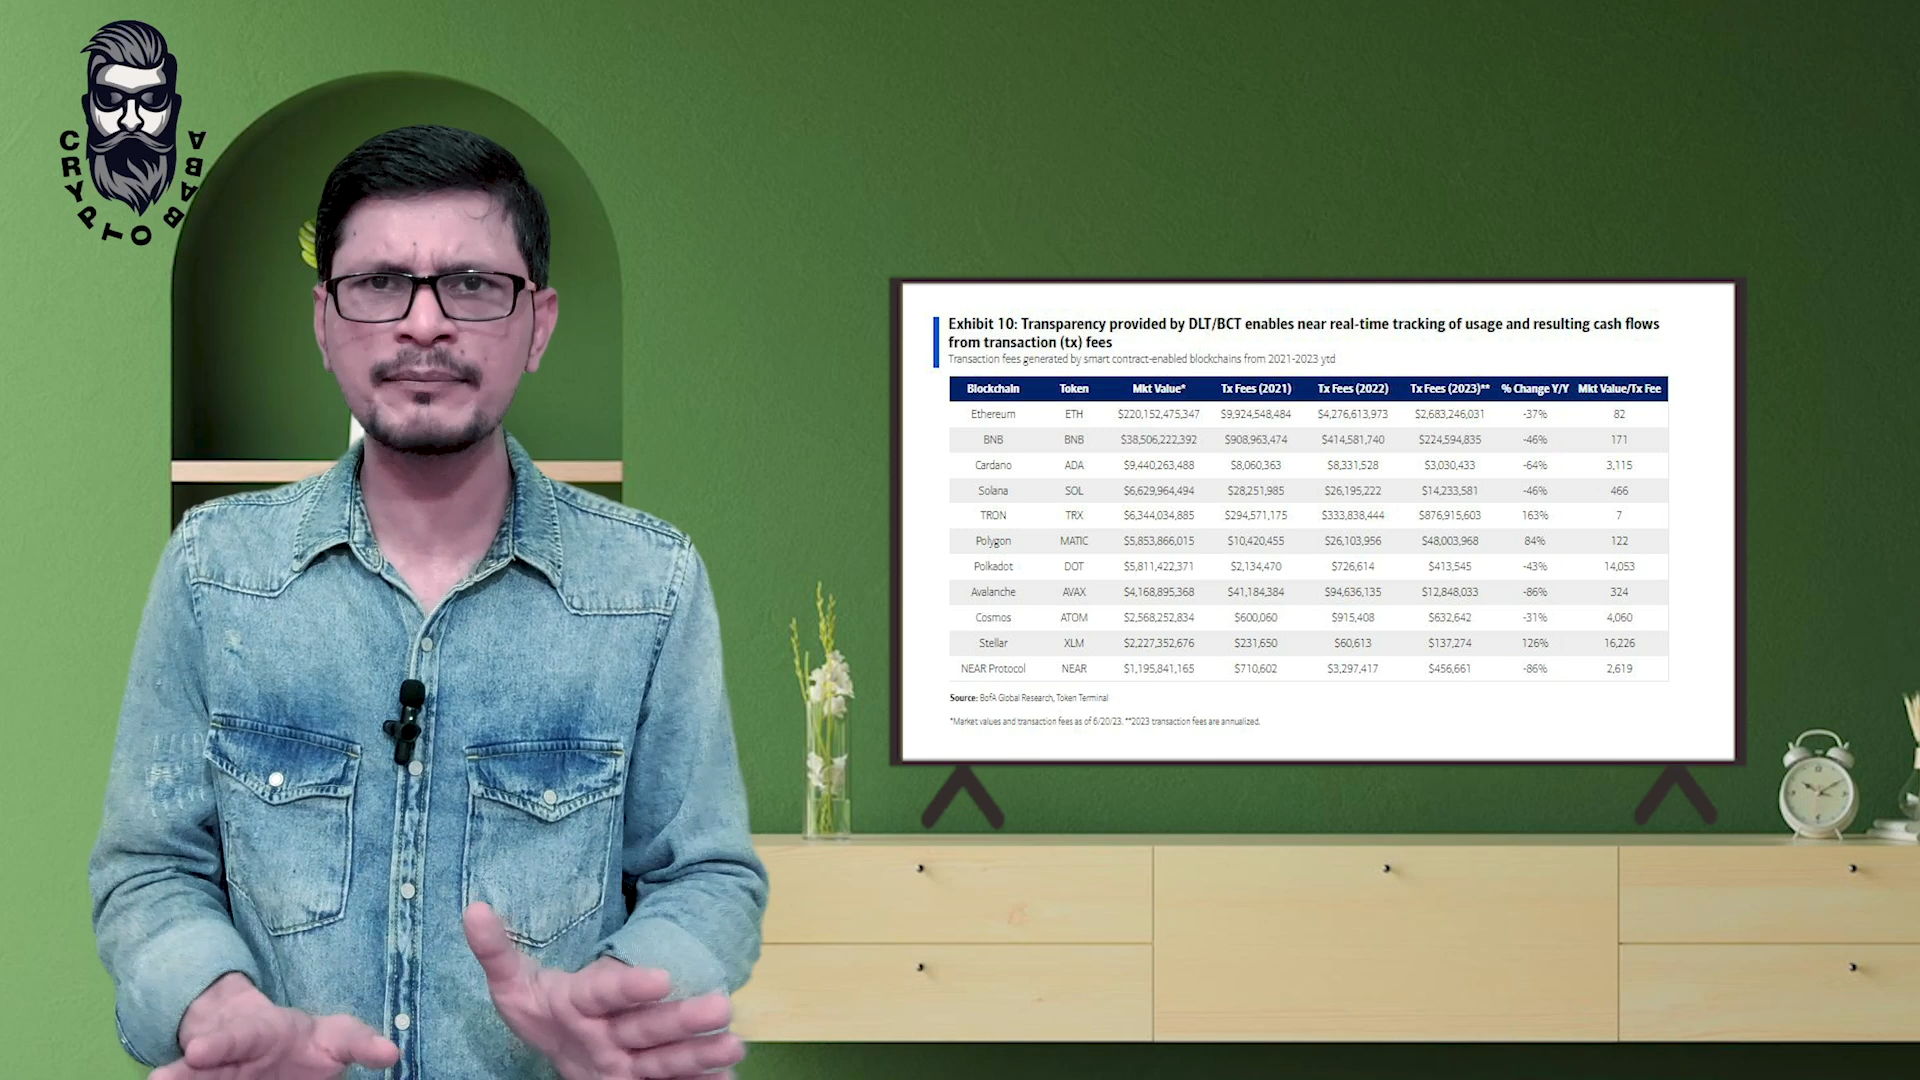 CRYPTO BABA
Exhibit 10: Transparency provided by DLT/BCT enables near real-time tracking of usage and resulting cash flows
from transaction (tx) fees
Transaction fees generated by smart contract-enabled blockchains from 2021-2023 ytd
Blockchain Token Mkt Value* Tx Fees (2021) Tx Fees (2022) Tx Fees (2023)** % Change Y/Y Mkt Value/Tx Fee
Ethereum ETH $220,152,475,347 $9,924,548,484 $4,276,613,973 $2,683,246,031 -37% 82
BNB BNB $38,506,222,392 $908,963,474 $414,581,740 $224,594,835 -46% 171
Cardano ADA $9,440,263,488 $8,060,363 $8,331,528 $3,030,433 -64% 3,115
Solana SOL $6,629,964,494 $28,251,985 $26,195,222 $14,233,581 -46% 466
TRON TRX $6,344,034,885 $294,571,175 $333,838,444 $876,915,603 163% 7
Polygon MATIC $5,853,866,015 $10,420,455 $26,103,956 $48,003,968 84% 122
Polkadot DOT $5,811,422,371 $2,134,470 $726,614 $413,545 -43% 14,053
Avalanche AVAX $4,168,895,368 $41,184,384 $94,636,135 $12,848,033 -86% 324
Cosmos ATOM $2,568,252,834 $600,060 $915,408 $632,642 -31% 4,060
Stellar XLM $2,227,352,676 $231,650 $60,613 $137,274 126% 16,226
NEAR Protocol NEAR $1,195,841,165 $710,602 $3,297,417 $456,661 -86% 2,619
Source: BofA Global Research, Token Terminal
*Market values and transaction fees as of 6/20/23. **2023 transaction fees are annualized.